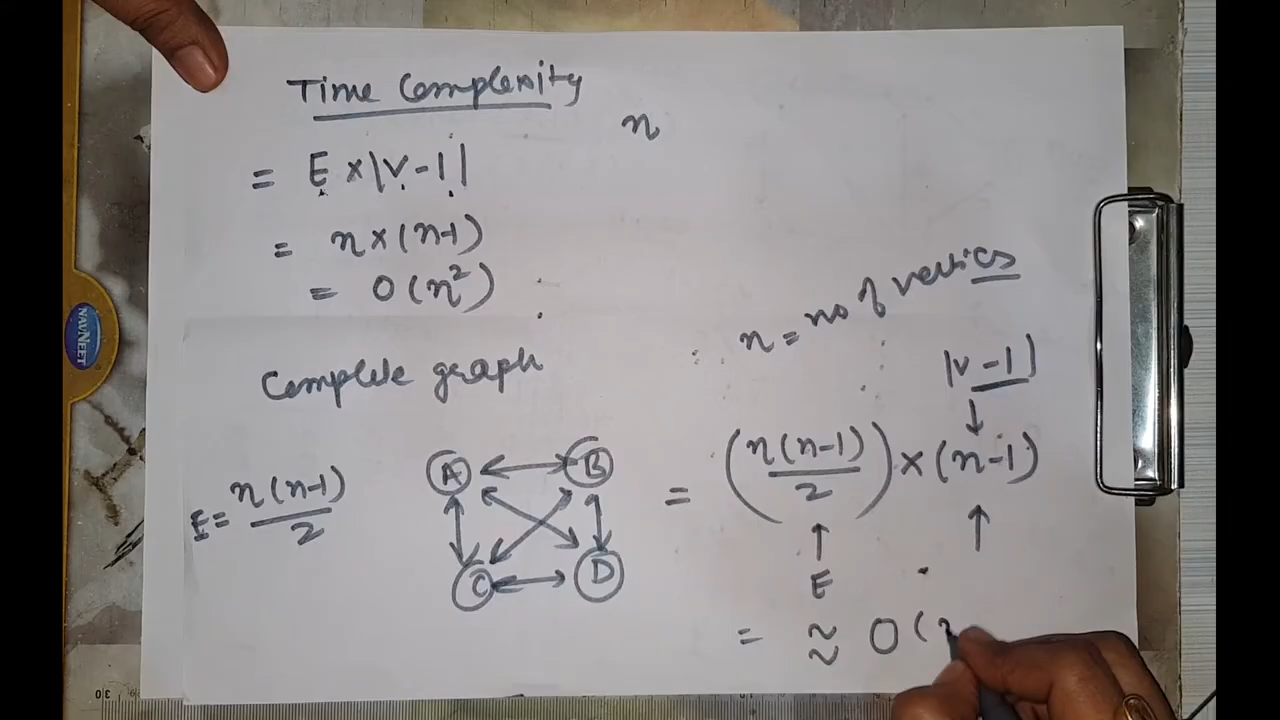 Time Complexity
n
= E × |V - 1|
= n × (n-1)
= O(n²)
n = no of vertices
Complete graph
|V - 1|
↓
E = n(n-1)/2
A ↔ B
C ↔ D
= (n(n-1)/2) × (n-1)
↑ ↑
E
= ≈ O(n
NAVNEET
30